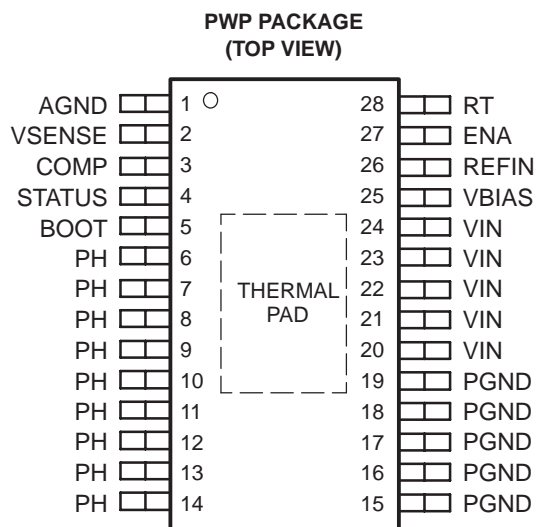 PWP PACKAGE
(TOP VIEW)
AGND 1 28 RT
VSENSE 2 27 ENA
COMP 3 26 REFIN
STATUS 4 25 VBIAS
BOOT 5 24 VIN
PH 6 23 VIN
PH 7 22 VIN
PH 8 21 VIN
PH 9 20 VIN
PH 10 19 PGND
PH 11 18 PGND
PH 12 17 PGND
PH 13 16 PGND
PH 14 15 PGND
THERMAL
PAD